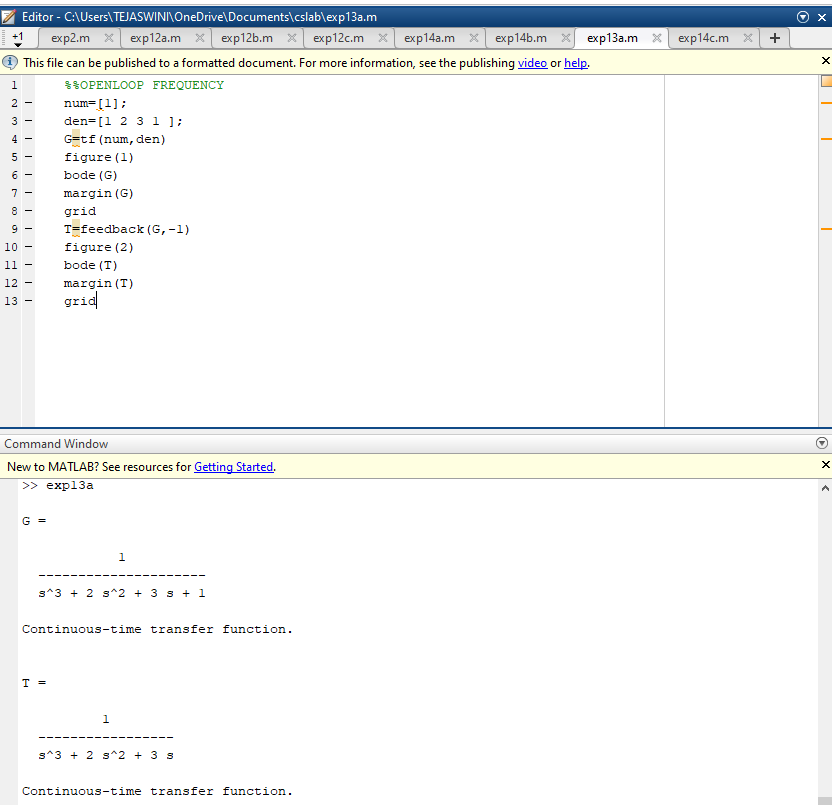 Editor - C:\Users\TEJASWINI\OneDrive\Documents\cslab\exp13a.m
+1 exp2.m exp12a.m exp12b.m exp12c.m exp14a.m exp14b.m exp13a.m exp14c.m +
This file can be published to a formatted document. For more information, see the publishing video or help.
1 %%OPENLOOP FREQUENCY
2 - num=[1];
3 - den=[1 2 3 1 ];
4 - G=tf(num,den)
5 - figure(1)
6 - bode(G)
7 - margin(G)
8 - grid
9 - T=feedback(G,-1)
10 - figure(2)
11 - bode(T)
12 - margin(T)
13 - grid
Command Window
New to MATLAB? See resources for Getting Started.
>> exp13a
G =
1
---------------------
s^3 + 2 s^2 + 3 s + 1
Continuous-time transfer function.
T =
1
-----------------
s^3 + 2 s^2 + 3 s
Continuous-time transfer function.